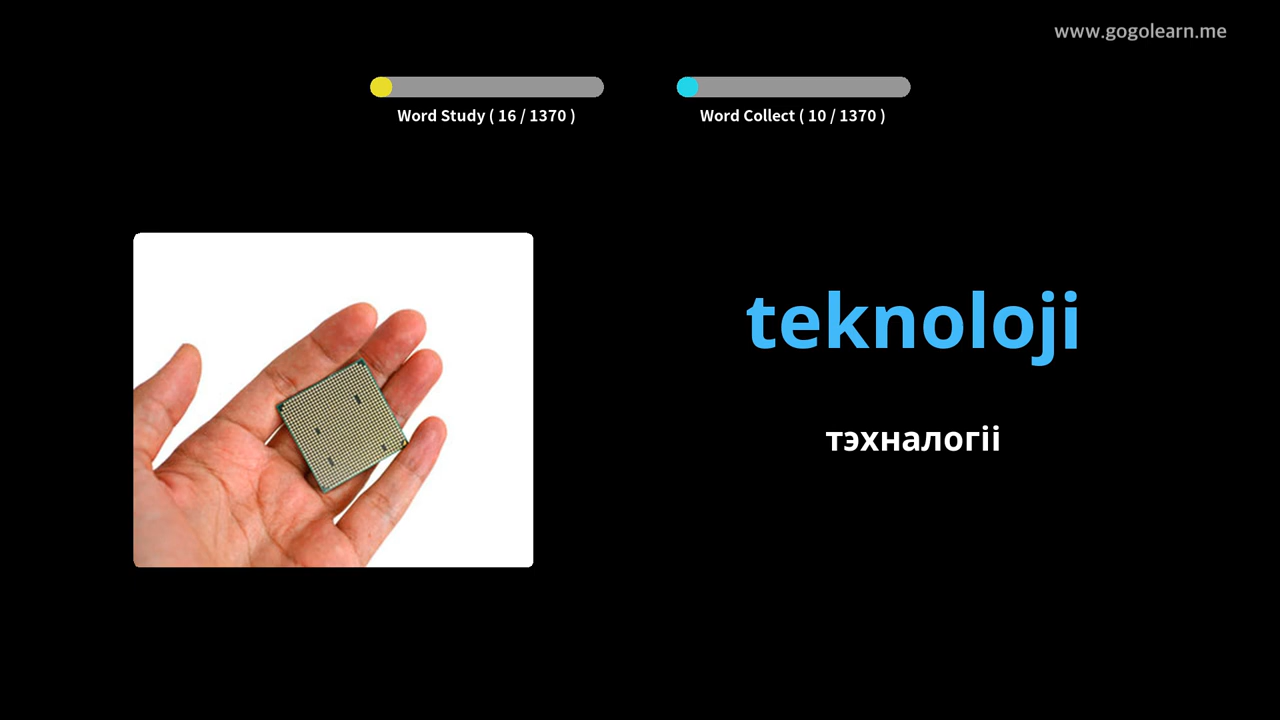 www.gogolearn.me
Word Study ( 16 / 1370 )
Word Collect ( 10 / 1370 )
teknoloji
тэхналогіі